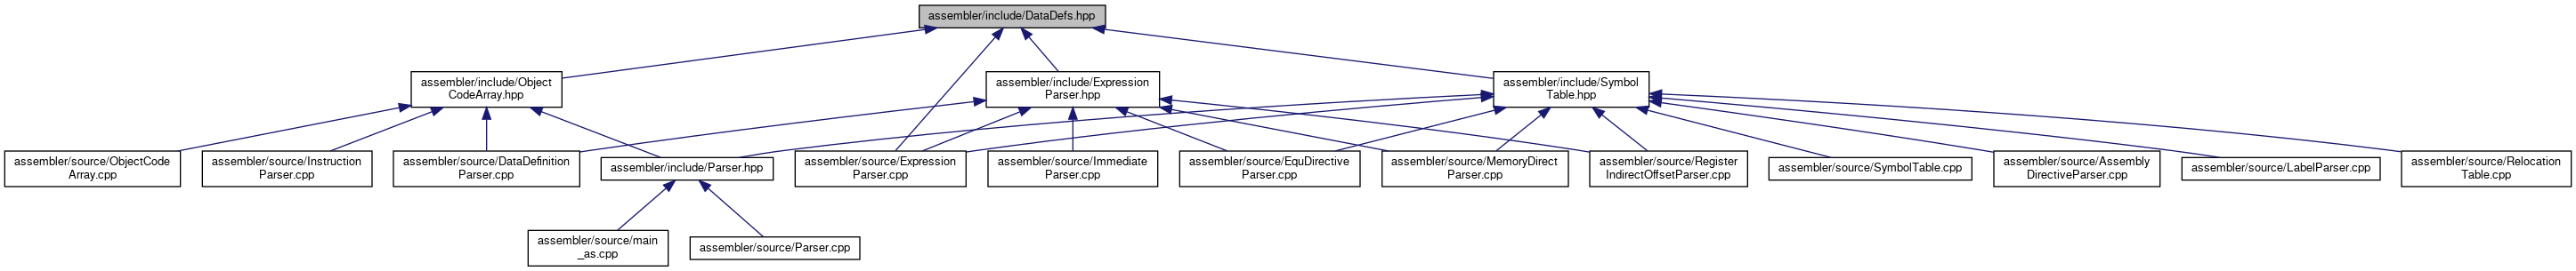 assembler/include/DataDefs.hpp
assembler/include/Object
CodeArray.hpp
assembler/include/Expression
Parser.hpp
assembler/include/Symbol
Table.hpp
assembler/source/ObjectCode
Array.cpp
assembler/source/Instruction
Parser.cpp
assembler/source/DataDefinition
Parser.cpp
assembler/include/Parser.hpp
assembler/source/Expression
Parser.cpp
assembler/source/Immediate
Parser.cpp
assembler/source/EquDirective
Parser.cpp
assembler/source/MemoryDirect
Parser.cpp
assembler/source/Register
IndirectOffsetParser.cpp
assembler/source/SymbolTable.cpp
assembler/source/Assembly
DirectiveParser.cpp
assembler/source/LabelParser.cpp
assembler/source/Relocation
Table.cpp
assembler/source/main
_as.cpp
assembler/source/Parser.cpp